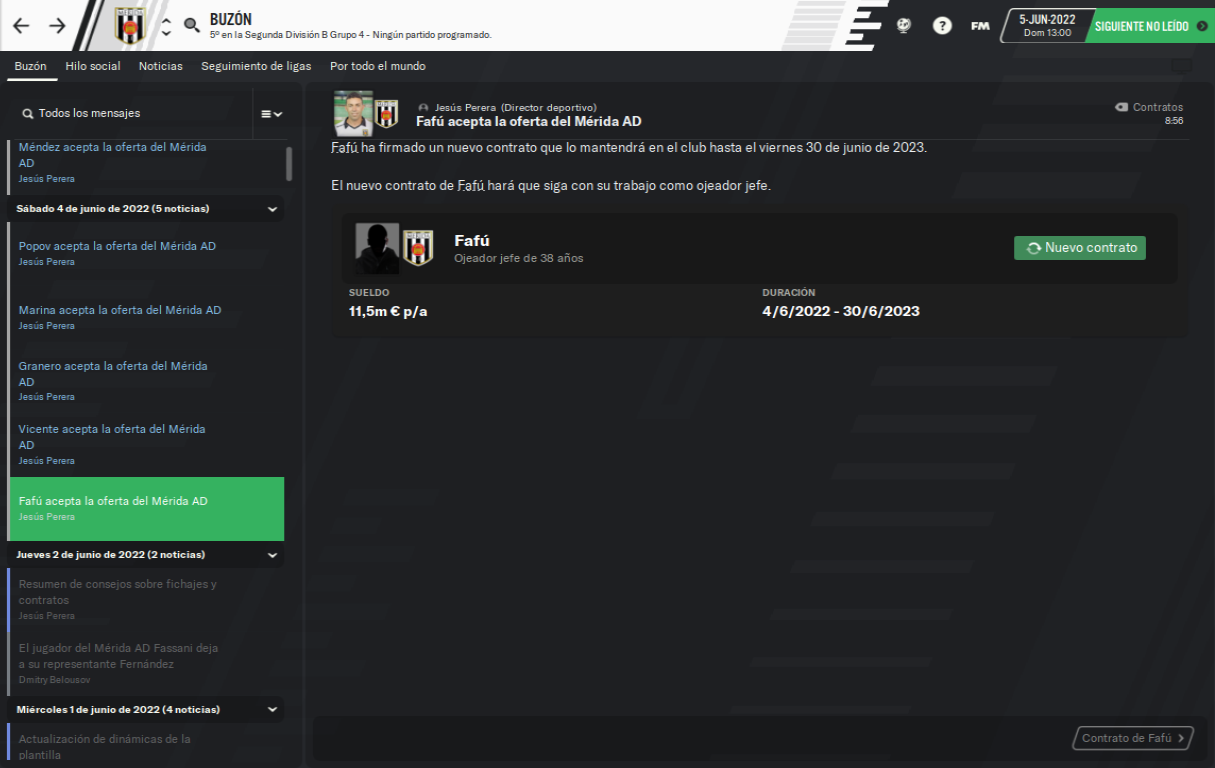 BUZÓN
5º en la Segunda División B Grupo 4 - Ningún partido programado.
FM
5-JUN-2022
Dom 13:00
SIGUIENTE NO LEÍDO
Buzón
Hilo social
Noticias
Seguimiento de ligas
Por todo el mundo
Todos los mensajes
Méndez acepta la oferta del Mérida
AD
Jesús Perera
Sábado 4 de junio de 2022 (5 noticias)
Popov acepta la oferta del Mérida AD
Jesús Perera
Marina acepta la oferta del Mérida AD
Jesús Perera
Granero acepta la oferta del Mérida
AD
Jesús Perera
Vicente acepta la oferta del Mérida
AD
Jesús Perera
Fafú acepta la oferta del Mérida AD
Jesús Perera
Jueves 2 de junio de 2022 (2 noticias)
Resumen de consejos sobre fichajes y
contratos
Jesús Perera
El jugador del Mérida AD Fassani deja
a su representante Fernández
Dmitry Belousov
Miércoles 1 de junio de 2022 (4 noticias)
Actualización de dinámicas de la
plantilla
Jesús Perera (Director deportivo)
Fafú acepta la oferta del Mérida AD
Contratos
8:56
Fafú ha firmado un nuevo contrato que lo mantendrá en el club hasta el viernes 30 de junio de 2023.
El nuevo contrato de Fafú hará que siga con su trabajo como ojeador jefe.
Fafú
Ojeador jefe de 38 años
Nuevo contrato
SUELDO
11,5m € p/a
DURACIÓN
4/6/2022 - 30/6/2023
Contrato de Fafú